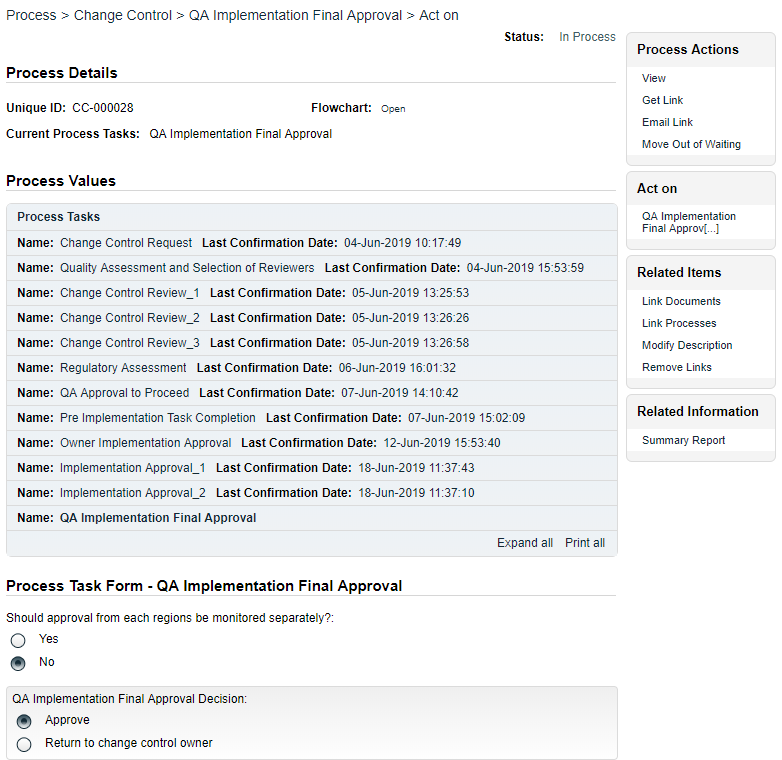 Process > Change Control > QA Implementation Final Approval > Act on
Status: In Process
Process Details
Unique ID: CC-000028 Flowchart: Open
Current Process Tasks: QA Implementation Final Approval
Process Values
Process Tasks
Name: Change Control Request Last Confirmation Date: 04-Jun-2019 10:17:49
Name: Quality Assessment and Selection of Reviewers Last Confirmation Date: 04-Jun-2019 15:53:59
Name: Change Control Review_1 Last Confirmation Date: 05-Jun-2019 13:25:53
Name: Change Control Review_2 Last Confirmation Date: 05-Jun-2019 13:26:26
Name: Change Control Review_3 Last Confirmation Date: 05-Jun-2019 13:26:58
Name: Regulatory Assessment Last Confirmation Date: 06-Jun-2019 16:01:32
Name: QA Approval to Proceed Last Confirmation Date: 07-Jun-2019 14:10:42
Name: Pre Implementation Task Completion Last Confirmation Date: 07-Jun-2019 15:02:09
Name: Owner Implementation Approval Last Confirmation Date: 12-Jun-2019 15:53:40
Name: Implementation Approval_1 Last Confirmation Date: 18-Jun-2019 11:37:43
Name: Implementation Approval_2 Last Confirmation Date: 18-Jun-2019 11:37:10
Name: QA Implementation Final Approval
Expand all Print all
Process Task Form - QA Implementation Final Approval
Should approval from each regions be monitored separately?:
Yes
No
QA Implementation Final Approval Decision:
Approve
Return to change control owner
Process Actions
View
Get Link
Email Link
Move Out of Waiting
Act on
QA Implementation
Final Approv[...]
Related Items
Link Documents
Link Processes
Modify Description
Remove Links
Related Information
Summary Report